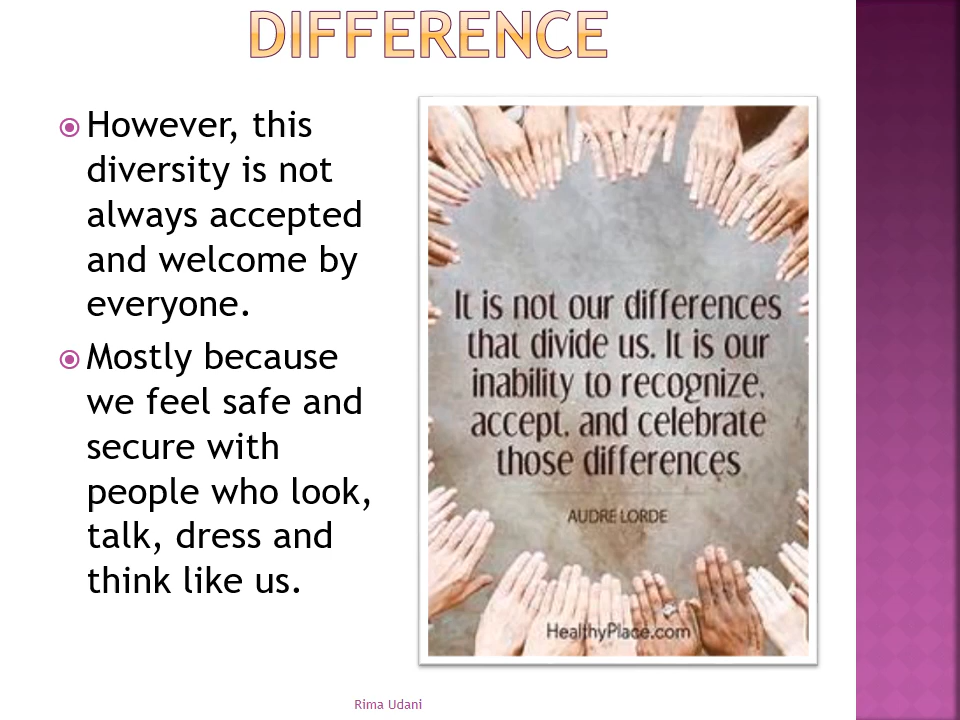 DIFFERENCE
However, this
diversity is not
always accepted
and welcome by
everyone.
Mostly because
we feel safe and
secure with
people who look,
talk, dress and
think like us.
It is not our differences
that divide us. It is our
inability to recognize,
accept, and celebrate
those differences
AUDRE LORDE
HealthyPlace.com
Rima Udani